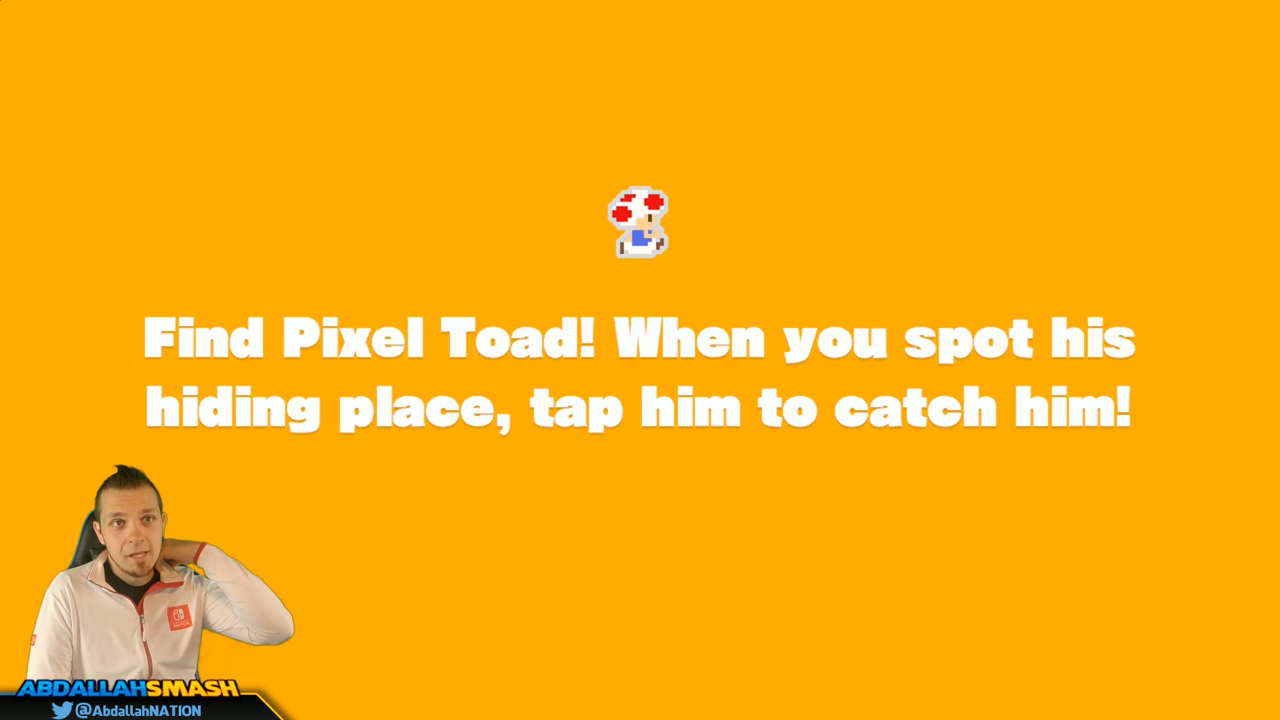 Find Pixel Toad! When you spot his
hiding place, tap him to catch him!
ABDALLAHSMASH
@AbdallahNATION